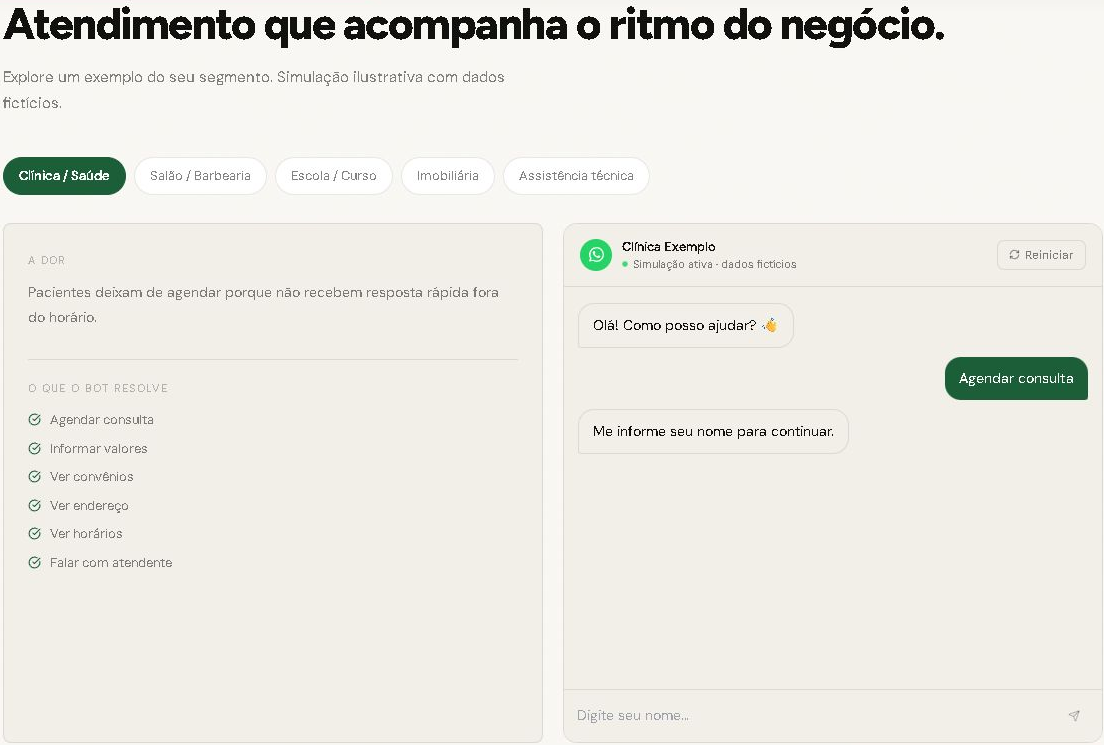 Atendimento que acompanha o ritmo do negócio.
Explore um exemplo do seu segmento. Simulação ilustrativa com dados
fictícios.
Clínica / Saúde
Salão / Barbearia
Escola / Curso
Imobiliária
Assistência técnica
A DOR
Pacientes deixam de agendar porque não recebem resposta rápida fora
do horário.
O QUE O BOT RESOLVE
Agendar consulta
Informar valores
Ver convênios
Ver endereço
Ver horários
Falar com atendente
Clínica Exemplo
Simulação ativa · dados fictícios
Reiniciar
Olá! Como posso ajudar? 👋
Agendar consulta
Me informe seu nome para continuar.
Digite seu nome...